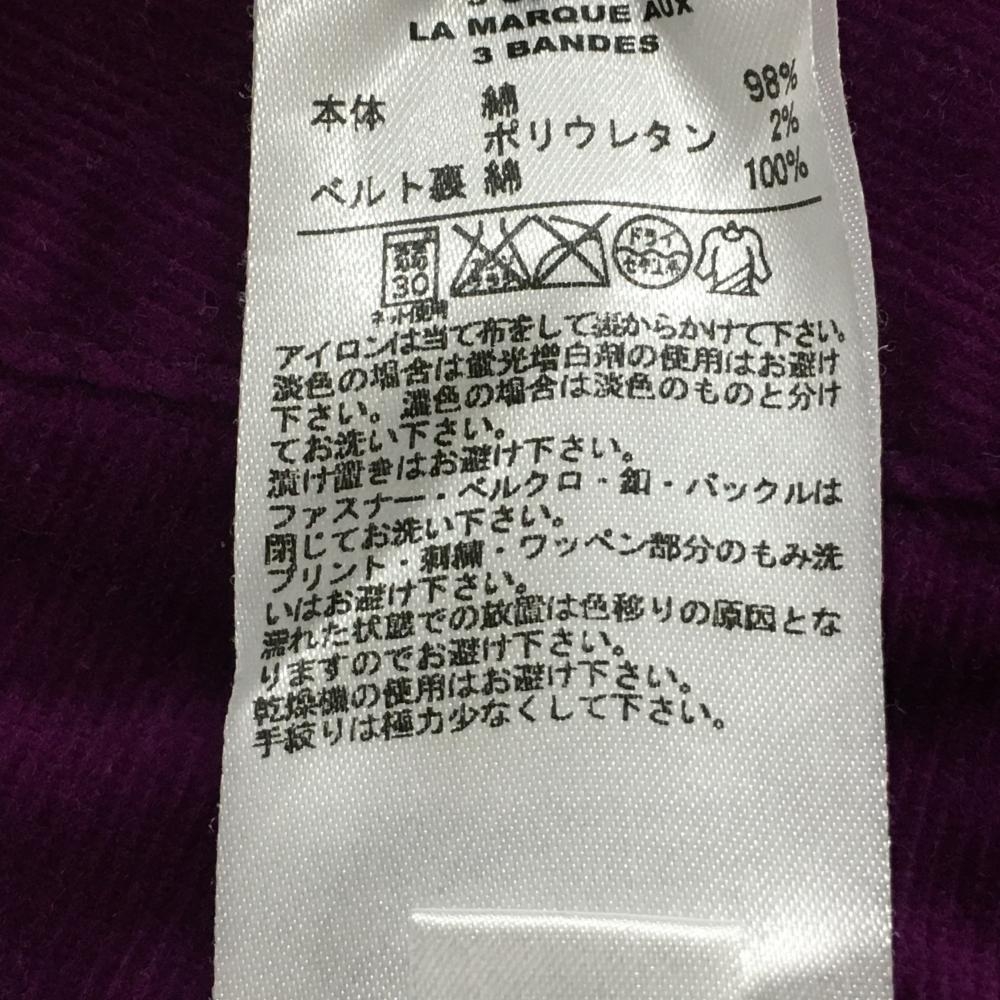 LA MARQUE AUX
3 BANDES
本体 綿 98%
ポリウレタン 2%
ベルト裏 綿 100%
30
ドライ
セキユ系
ネット使用
アイロンは当て布をして裏からかけて下さい。
淡色の場合は蛍光増白剤の使用はお避け
下さい。濃色の場合は淡色のものと分け
てお洗い下さい。
漬け置きはお避け下さい。
ファスナー・ベルクロ・釦・バックルは
閉じてお洗い下さい。
プリント・刺繍・ワッペン部分のもみ洗
いはお避け下さい。
濡れた状態での放置は色移りの原因とな
りますのでお避け下さい。
乾燥機の使用はお避け下さい。
手絞りは極力少なくして下さい。